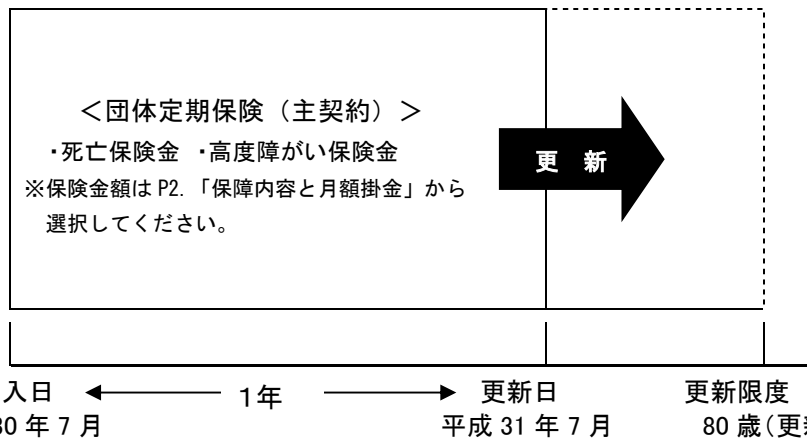 ＜団体定期保険（主契約）＞
・死亡保険金 ・高度障がい保険金
※保険金額は P2.「保障内容と月額掛金」から
選択してください。
更 新
入日 1年 更新日 更新限度
30 年 7 月 平成 31 年 7 月 80 歳（更